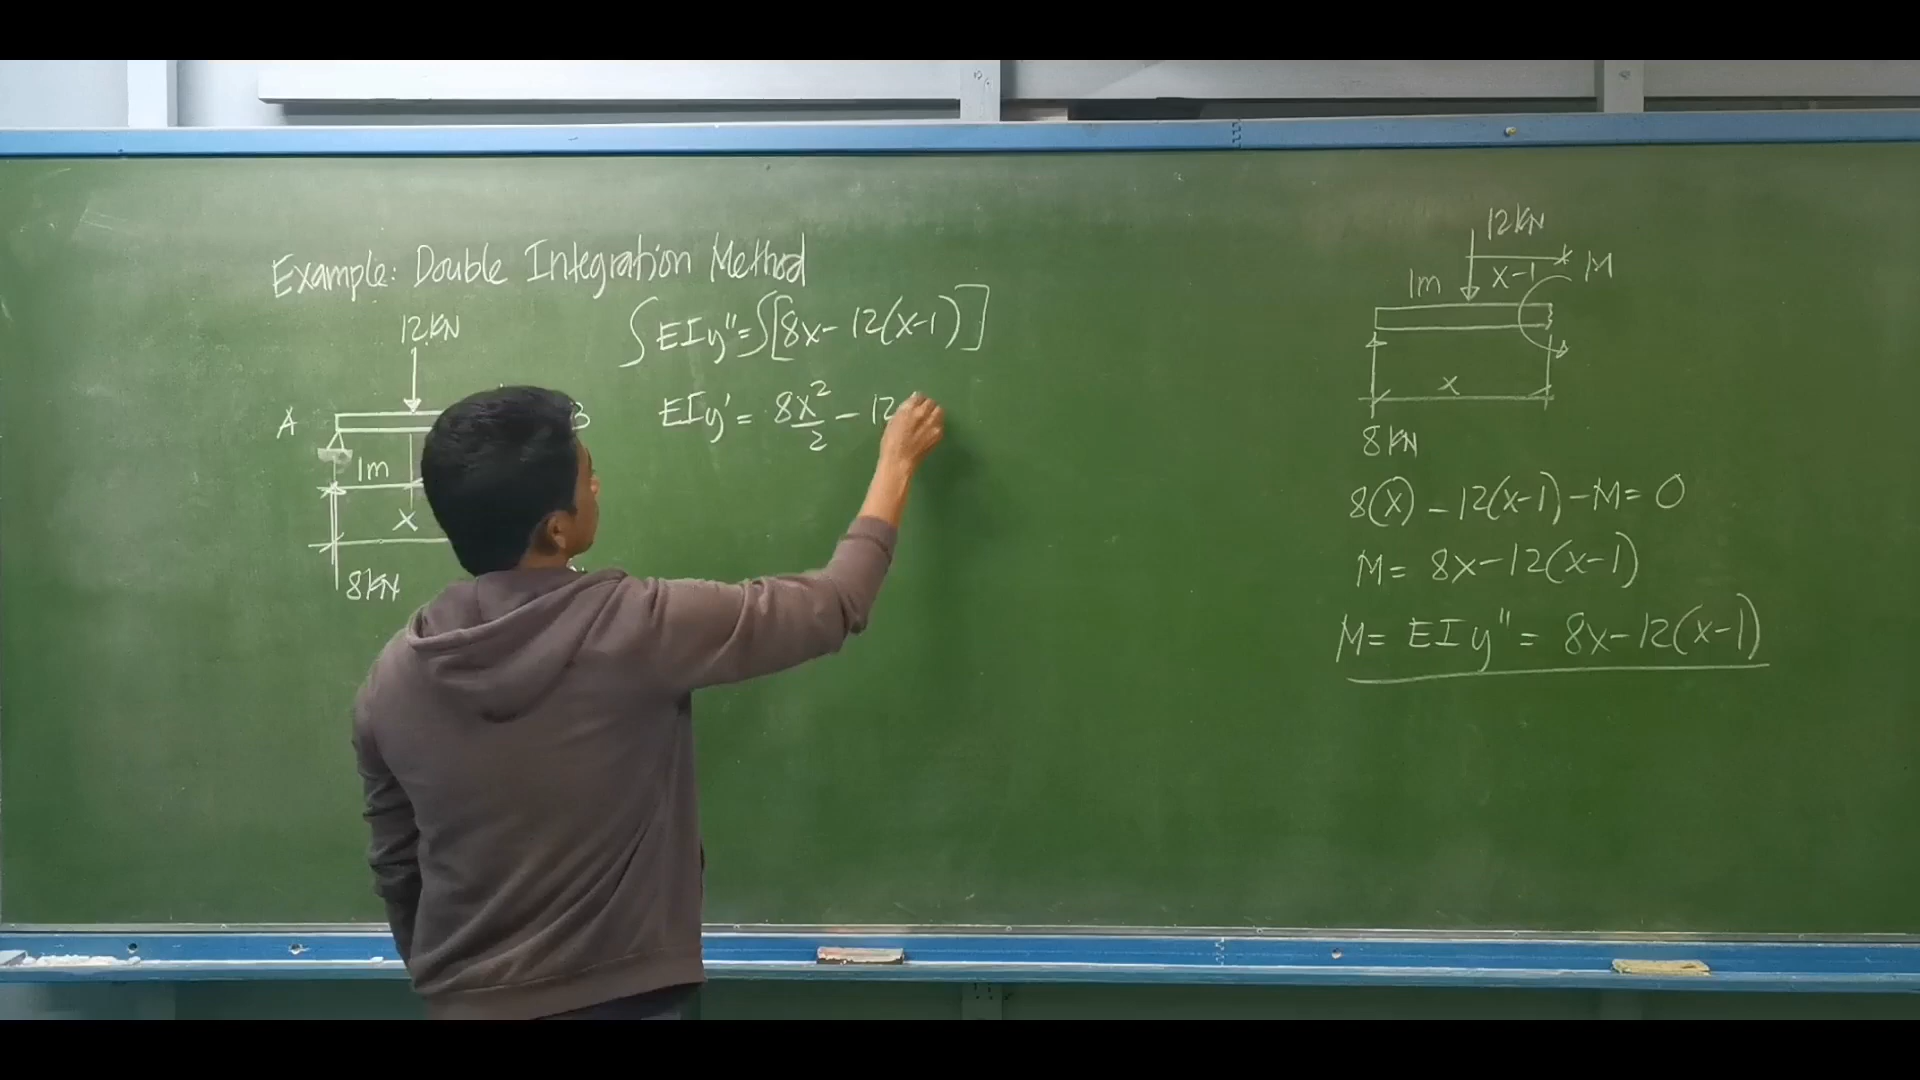 Example: Double Integration Method
12KN
A
B
1m
x
8KN
∫EIy''=∫[8x-12(x-1)]
EIy' = 8x²/2 - 12
12KN
1m x-1 M
x
8KN
8(x) - 12(x-1) - M = 0
M = 8x-12(x-1)
M = EIy'' = 8x-12(x-1)